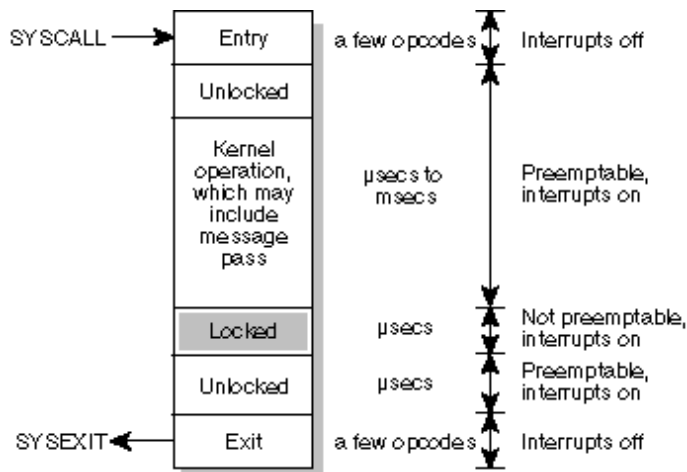 SYSCALL
Entry
a few opcodes
Interrupts off
Unlocked
Kernel
operation,
which may
include
message
pass
µsecs to
msecs
Preemptable,
interrupts on
Locked
µsecs
Not preemptable,
interrupts on
Unlocked
µsecs
Preemptable,
interrupts on
SYSEXIT
Exit
a few opcodes
Interrupts off